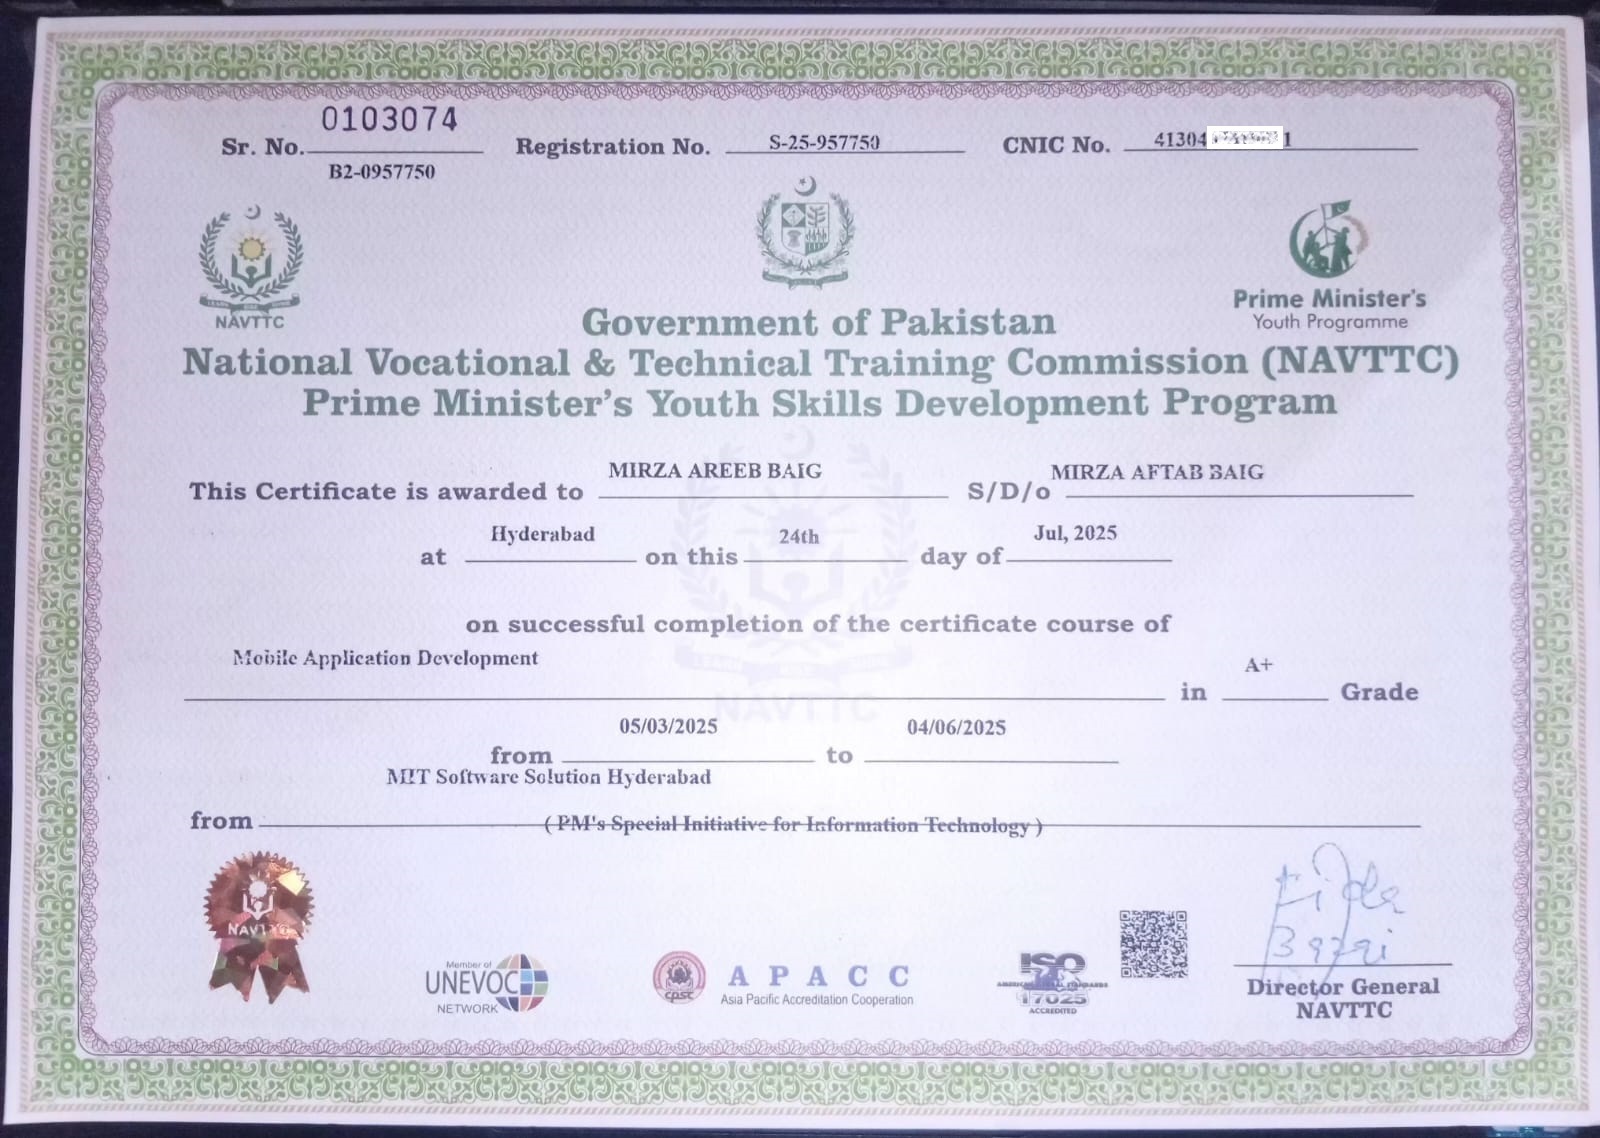 0103074
Sr. No.
B2-0957750
Registration No. S-25-957750
CNIC No. 41304 1
NAVTTC
Prime Minister's
Youth Programme
Government of Pakistan
National Vocational & Technical Training Commission (NAVTTC)
Prime Minister's Youth Skills Development Program
This Certificate is awarded to MIRZA AREEB BAIG S/D/o MIRZA AFTAB BAIG
at Hyderabad on this 24th day of Jul, 2025
on successful completion of the certificate course of
Mobile Application Development in A+ Grade
from 05/03/2025 to 04/06/2025
MIT Software Solution Hyderabad
from ( PM's Special Initiative for Information Technology )
NAVTTC
NAVTTC
Member of
UNEVOC
NETWORK
CPSC
APACC
Asia Pacific Accreditation Cooperation
ISO
17025
ACCREDITED
Director General
NAVTTC